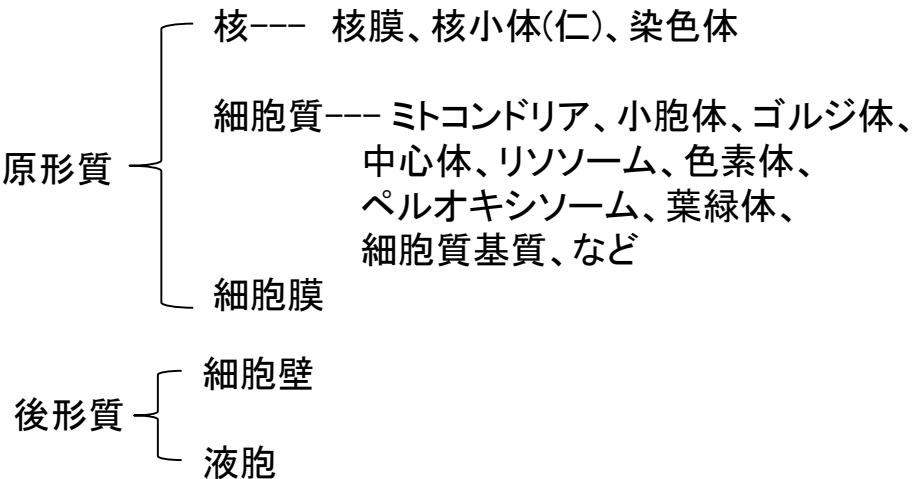 核--- 核膜、核小体(仁)、染色体
細胞質--- ミトコンドリア、小胞体、ゴルジ体、
中心体、リソソーム、色素体、
原形質
ペルオキシソーム、葉緑体、
細胞質基質、など
細胞膜
細胞壁
後形質
液胞